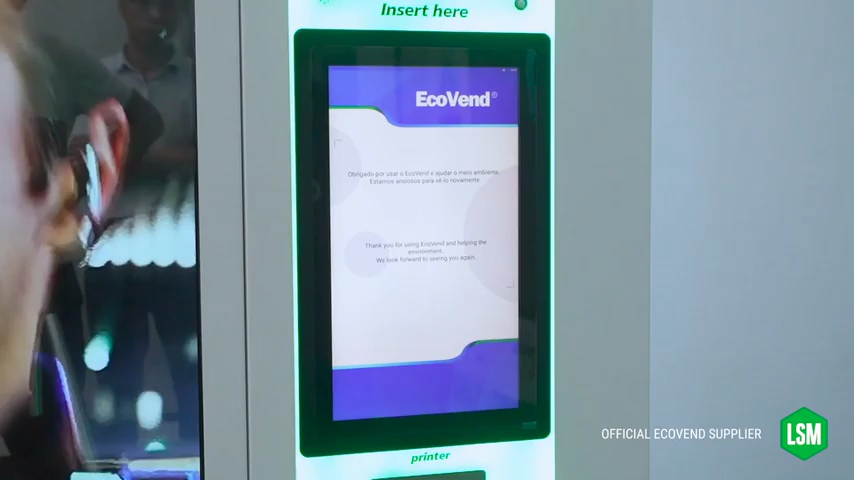 Insert here
EcoVend®
Obrigado por usar o EcoVend e ajudar o meio ambiente.
Estamos ansiosos para vê-lo novamente
Thank you for using EcoVend and helping the
environment.
We look forward to seeing you again.
OFFICIAL ECOVEND SUPPLIER
LSM
printer